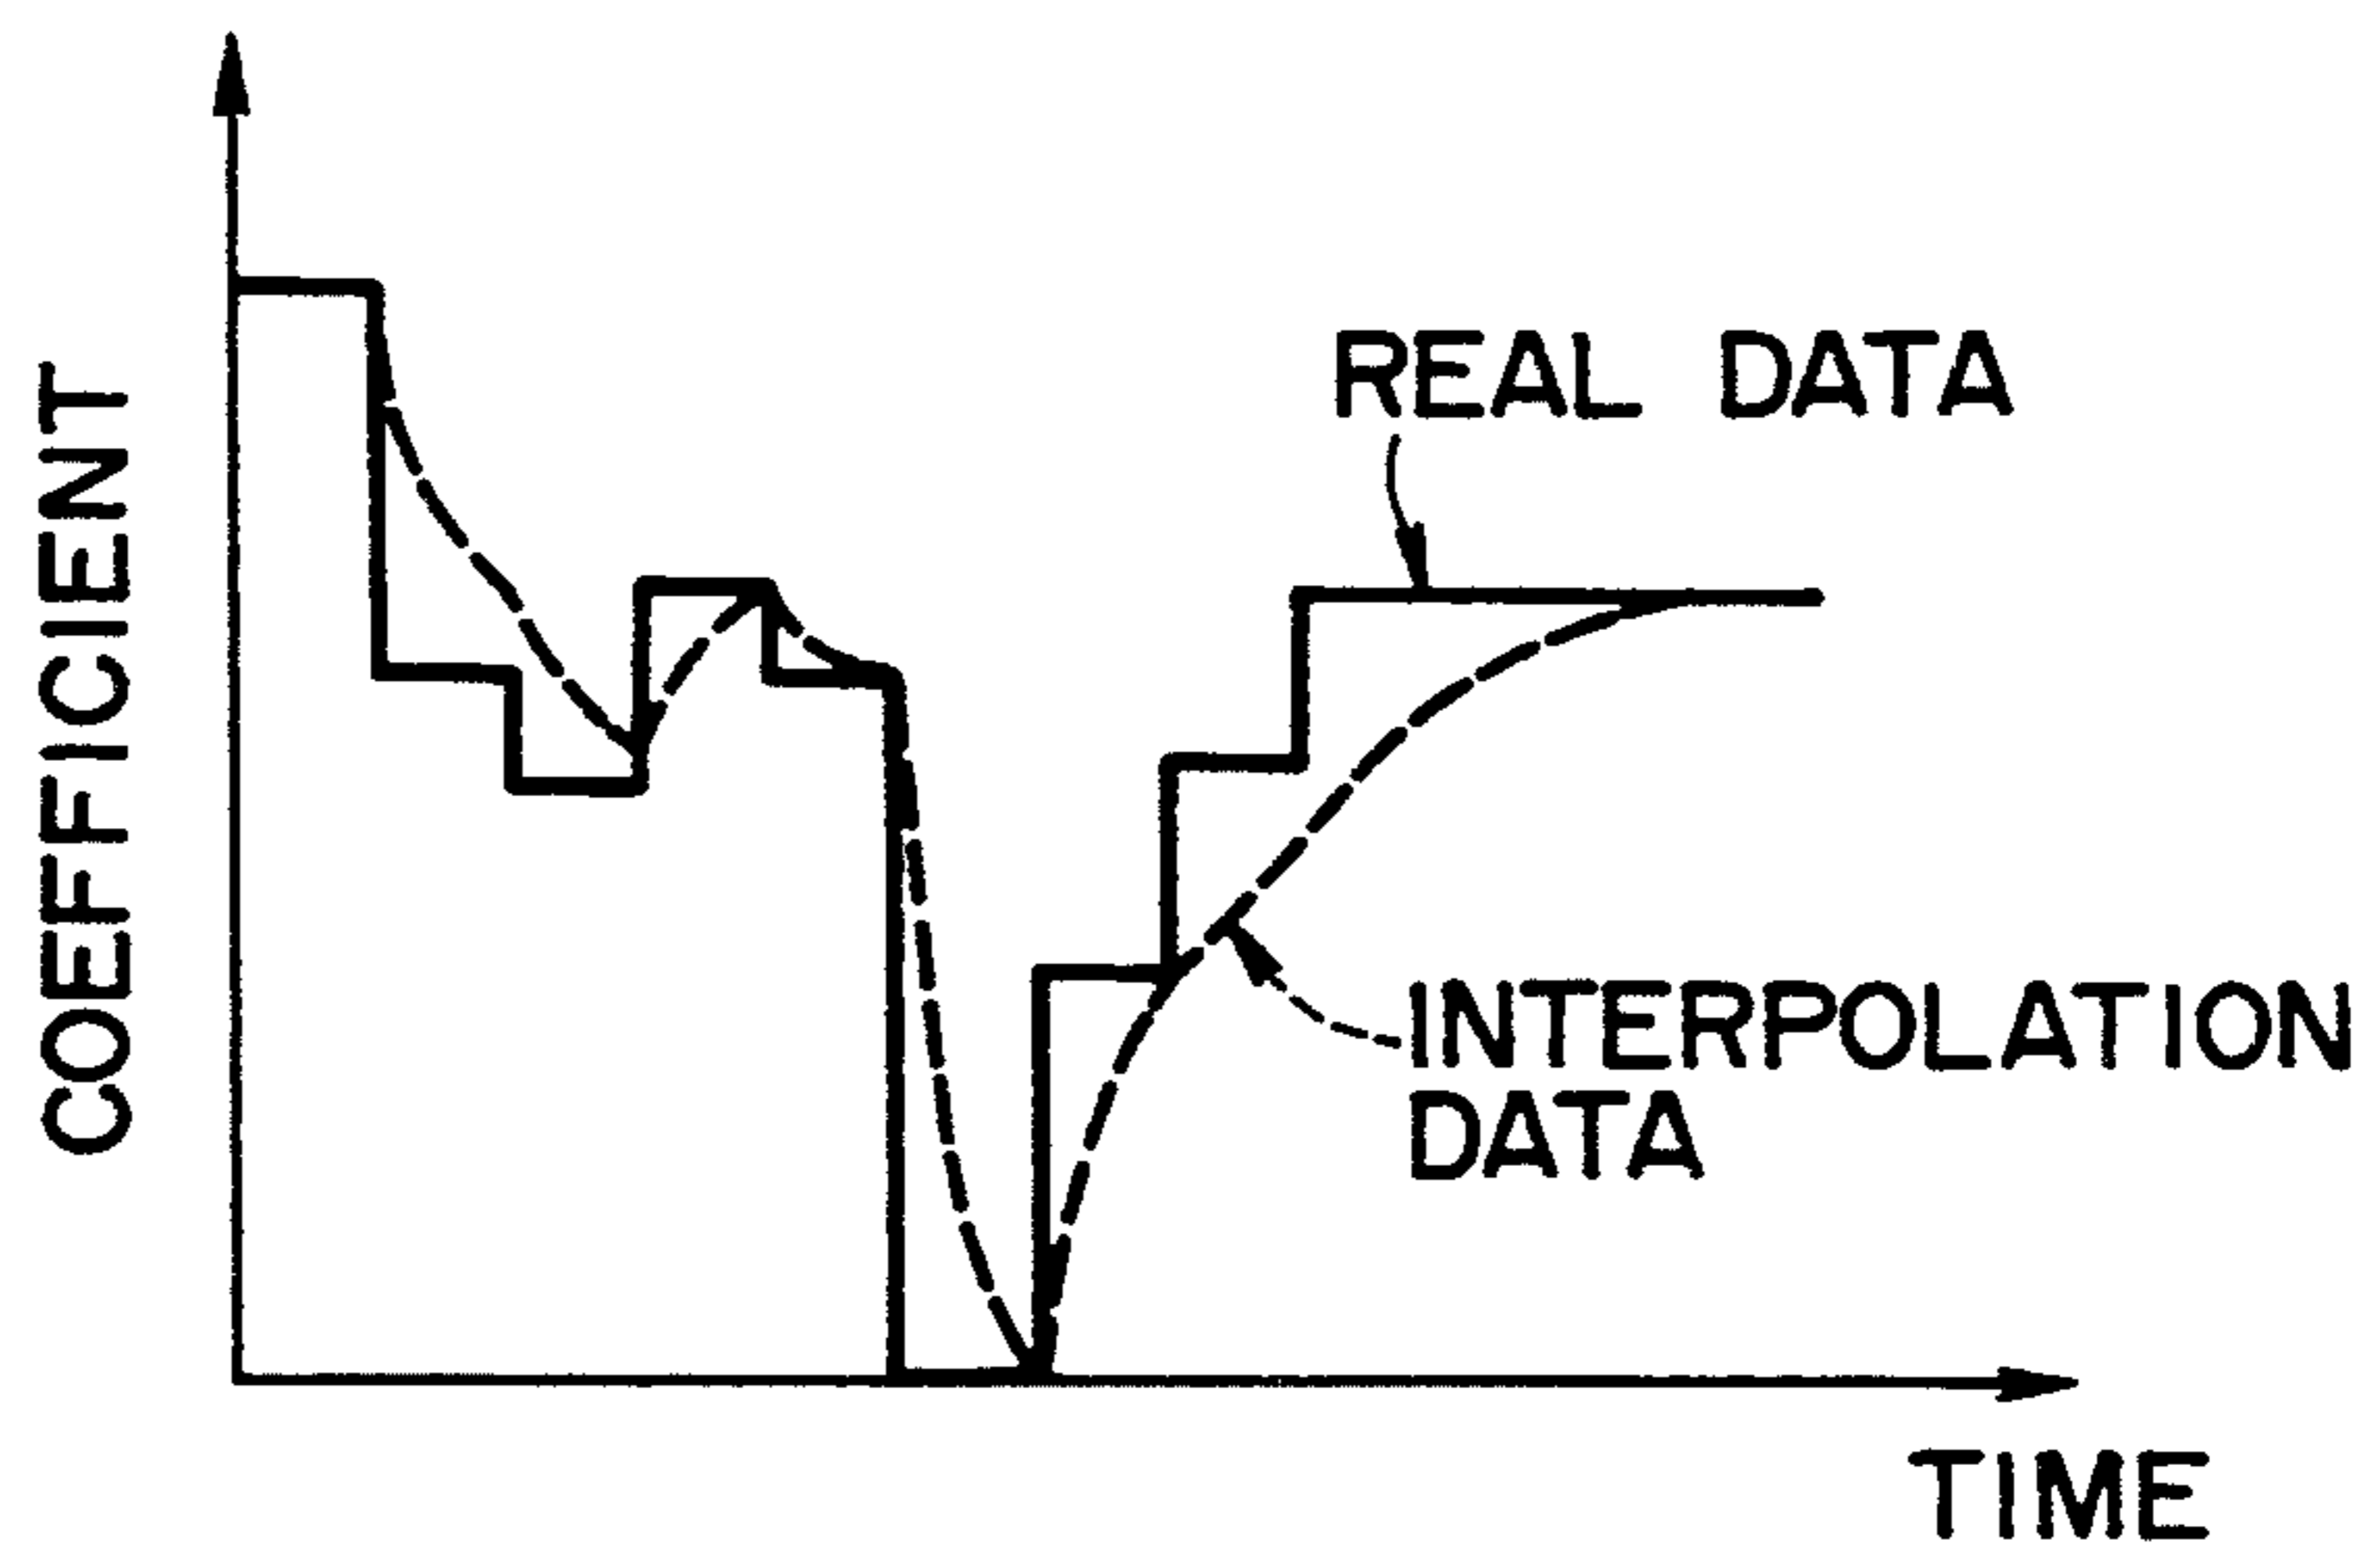 COEFFICIENT
REAL DATA
INTERPOLATION
DATA
TIME